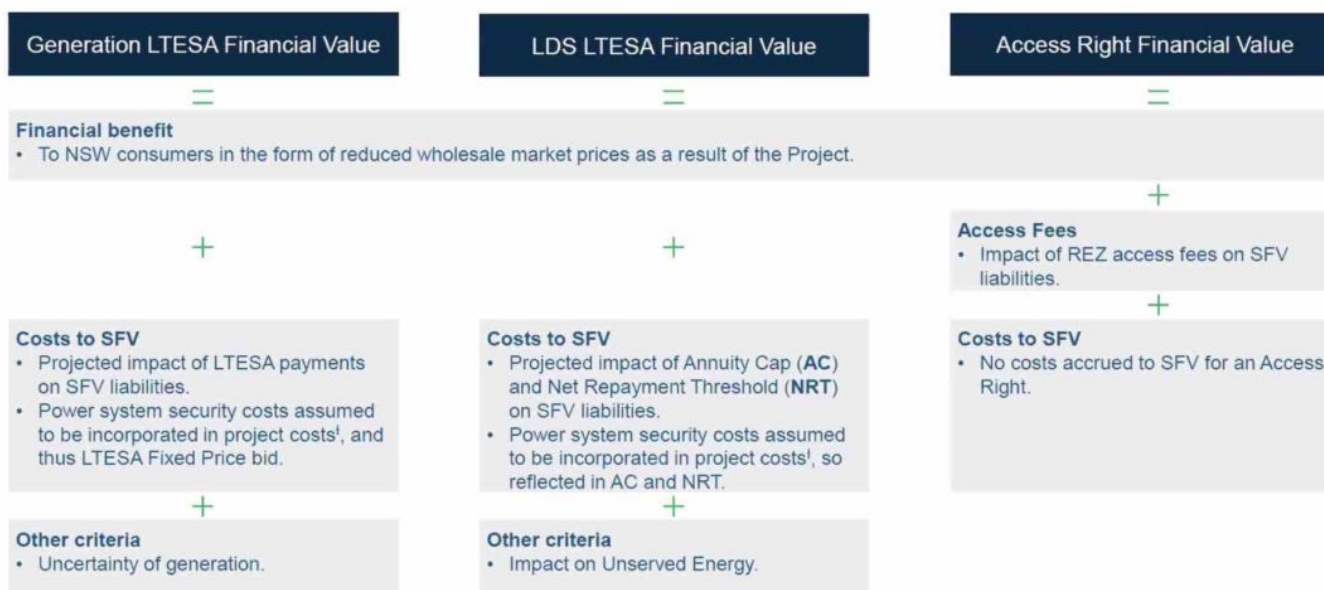 Generation LTESA Financial Value
LDS LTESA Financial Value
Access Right Financial Value
=
=
=
Financial benefit
• To NSW consumers in the form of reduced wholesale market prices as a result of the Project.
+
+
+
Access Fees
• Impact of REZ access fees on SFV
liabilities.
+
Costs to SFV
• Projected impact of LTESA payments
on SFV liabilities.
• Power system security costs assumed
to be incorporated in project costsƗ, and
thus LTESA Fixed Price bid.
Costs to SFV
• Projected impact of Annuity Cap (AC)
and Net Repayment Threshold (NRT)
on SFV liabilities.
• Power system security costs assumed
to be incorporated in project costsƗ, so
reflected in AC and NRT.
Costs to SFV
• No costs accrued to SFV for an Access
Right.
+
+
Other criteria
• Uncertainty of generation.
Other criteria
• Impact on Unserved Energy.